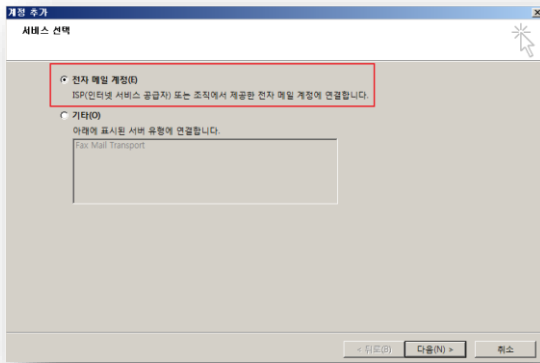 계정 추가
서비스 선택
전자 메일 계정(E)
ISP(인터넷 서비스 공급자) 또는 조직에서 제공한 전자 메일 계정에 연결합니다.
기타(O)
아래에 표시된 서버 유형에 연결합니다.
Fax Mail Transport
< 뒤로(B) 다음(N) > 취소